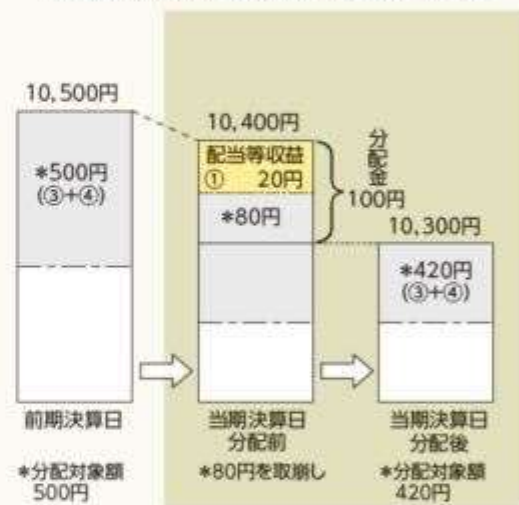 10,500円
*500円
(③+④)
前期決算日
*分配対象額
500円
10,400円
配当等収益
① 20円
*80円
分配金
100円
当期決算日
分配前
*80円を取崩し
10,300円
*420円
(③+④)
当期決算日
分配後
*分配対象額
420円